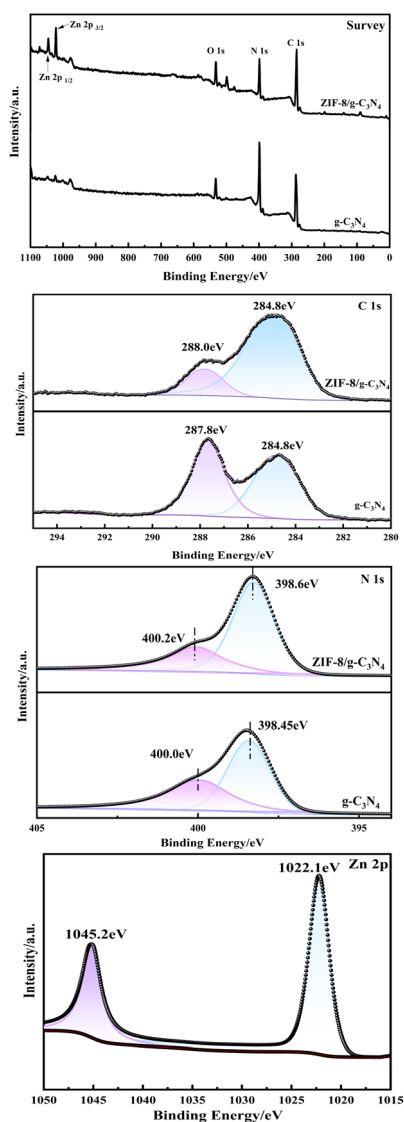 Survey
Zn 2p 3/2
Zn 2p 1/2
O 1s
N 1s
C 1s
ZIF-8/g-C3N4
g-C3N4
Intensity/a.u.
1100 1000 900 800 700 600 500 400 300 200 100 0
Binding Energy/eV
C 1s
284.8eV
288.0eV
ZIF-8/g-C3N4
287.8eV
284.8eV
g-C3N4
Intensity/a.u.
294 292 290 288 286 284 282 280
Binding Energy/eV
N 1s
398.6eV
400.2eV
ZIF-8/g-C3N4
398.45eV
400.0eV
g-C3N4
Intensity/a.u.
405 400 395
Binding Energy/eV
Zn 2p
1022.1eV
1045.2eV
Intensity/a.u.
1050 1045 1040 1035 1030 1025 1020 1015
Binding Energy/eV